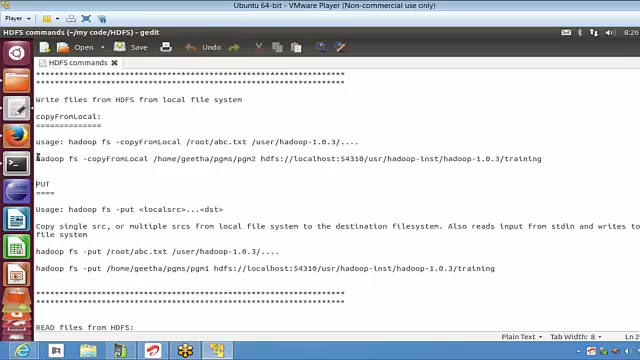 Ubuntu 64-bit - VMware Player (Non-commercial use only)
Player
HDFS commands (~/my code/HDFS) - gedit
8:26
Open
Save
Undo
HDFS commands
***************************************************************
***************************************************************
Write files from HDFS from local file system
copyFromLocal:
=============
usage: hadoop fs -copyFromLocal /root/abc.txt /user/hadoop-1.0.3/....
hadoop fs -copyFromLocal /home/geetha/pgms/pgm2 hdfs://localhost:54310/usr/hadoop-inst/hadoop-1.0.3/training
PUT
====
Usage: hadoop fs -put <localsrc>...<dst>
Copy single src, or multiple srcs from local file system to the destination filesystem. Also reads input from stdin and writes to
file system
hadoop fs -put /root/abc.txt /user/hadoop-1.0.3/....
hadoop fs -put /home/geetha/pgms/pgm1 hdfs://localhost:54310/usr/hadoop-inst/hadoop-1.0.3/training
***************************************************************
***************************************************************
READ files from HDFS:
Plain Text
Tab Width: 8